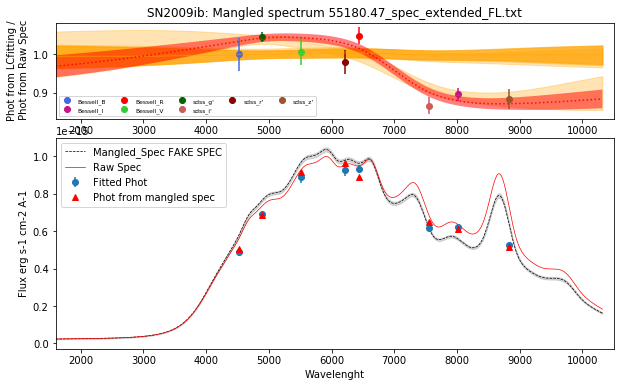 SN2009ib: Mangled spectrum 55180.47_spec_extended_FL.txt
Phot from LCfitting /
Phot from Raw Spec
1.0
0.9
Bessell_B Bessell_R sdss_g' sdss_r' sdss_z'
Bessell_I Bessell_V sdss_i'
2000 3000 4000 5000 6000 7000 8000 9000 10000
Flux erg s-1 cm-2 A-1
1.0
0.8
0.6
0.4
0.2
0.0
Mangled_Spec FAKE SPEC
Raw Spec
Fitted Phot
Phot from mangled spec
2000 3000 4000 5000 6000 7000 8000 9000 10000
Wavelenght